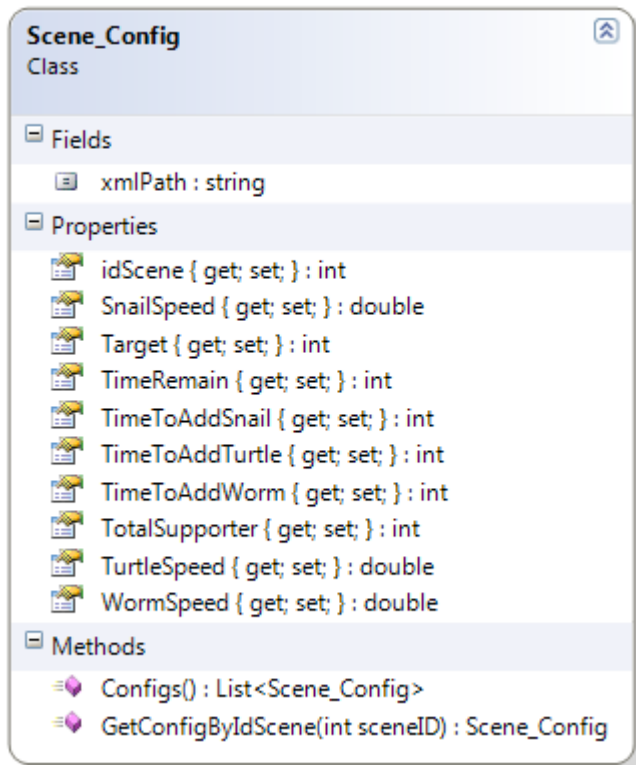 Scene_Config
Class
Fields
xmlPath : string
Properties
idScene { get; set; } : int
SnailSpeed { get; set; } : double
Target { get; set; } : int
TimeRemain { get; set; } : int
TimeToAddSnail { get; set; } : int
TimeToAddTurtle { get; set; } : int
TimeToAddWorm { get; set; } : int
TotalSupporter { get; set; } : int
TurtleSpeed { get; set; } : double
WormSpeed { get; set; } : double
Methods
Configs() : List<Scene_Config>
GetConfigByIdScene(int sceneID) : Scene_Config